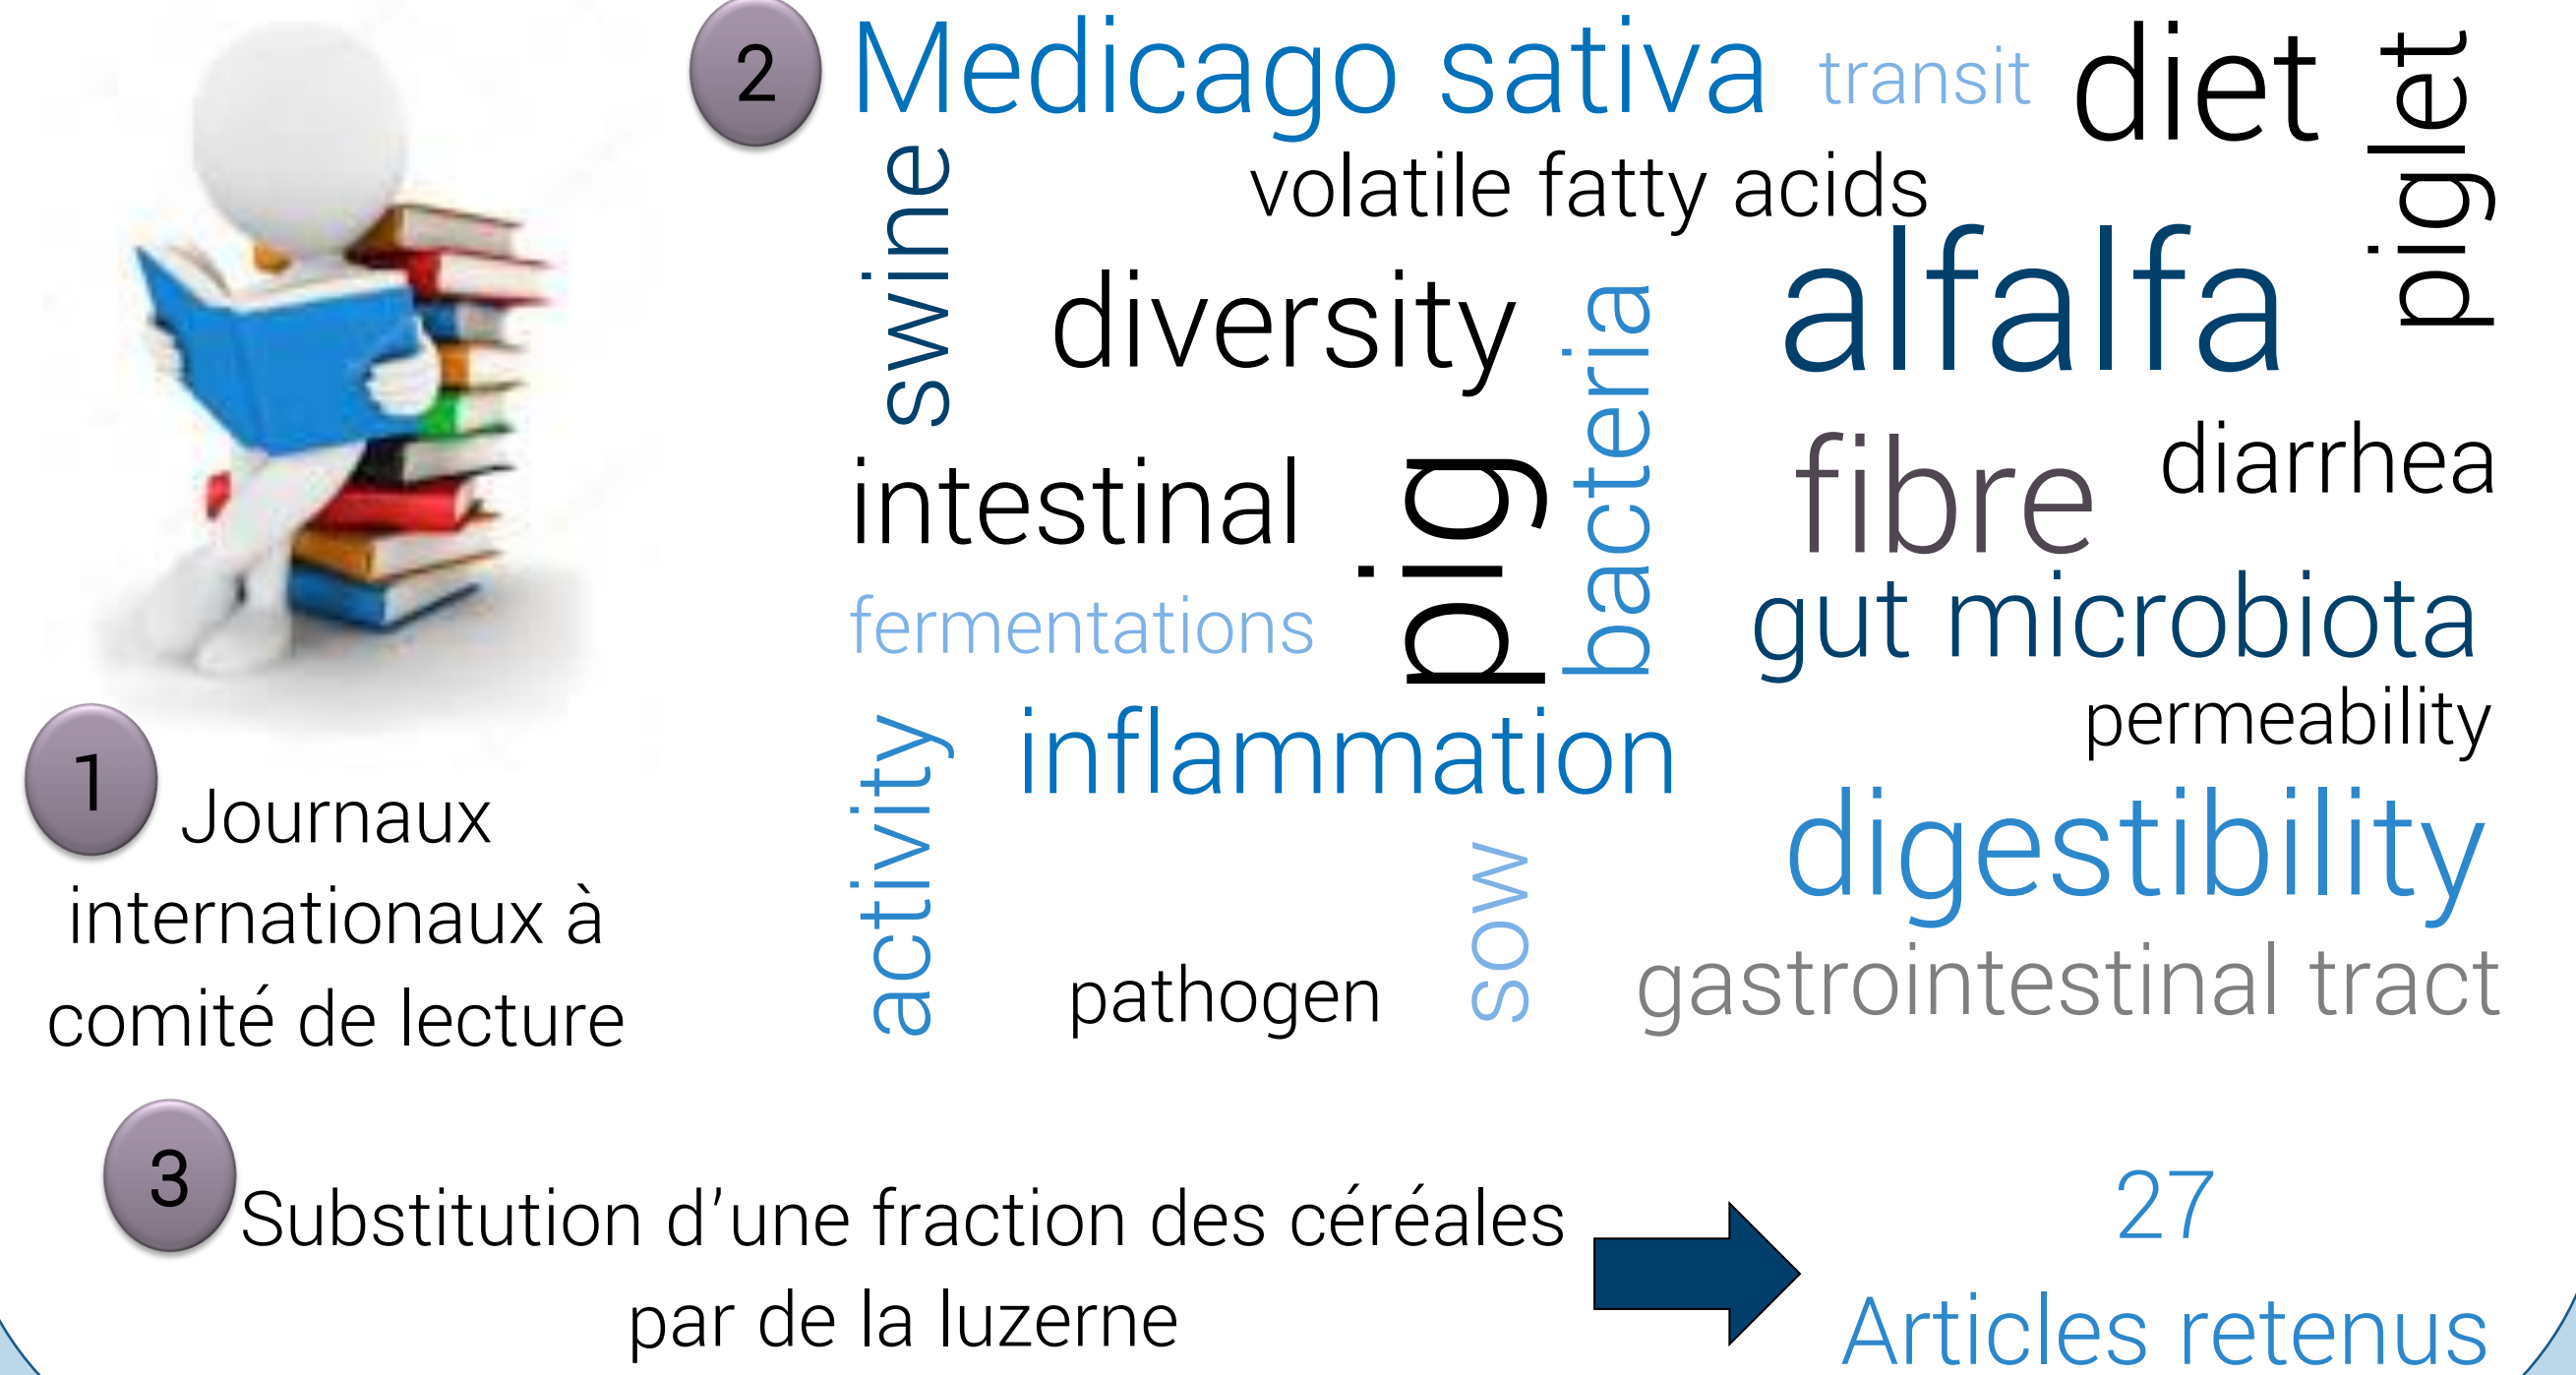 1
Journaux
internationaux à
comité de lecture
2
Medicago sativa
transit
diet
piglet
swine
volatile fatty acids
diversity
bacteria
alfalfa
intestinal
pig
fibre
diarrhea
fermentations
gut microbiota
permeability
activity
inflammation
digestibility
pathogen
sow
gastrointestinal tract
3
Substitution d’une fraction des céréales
par de la luzerne
27
Articles retenus